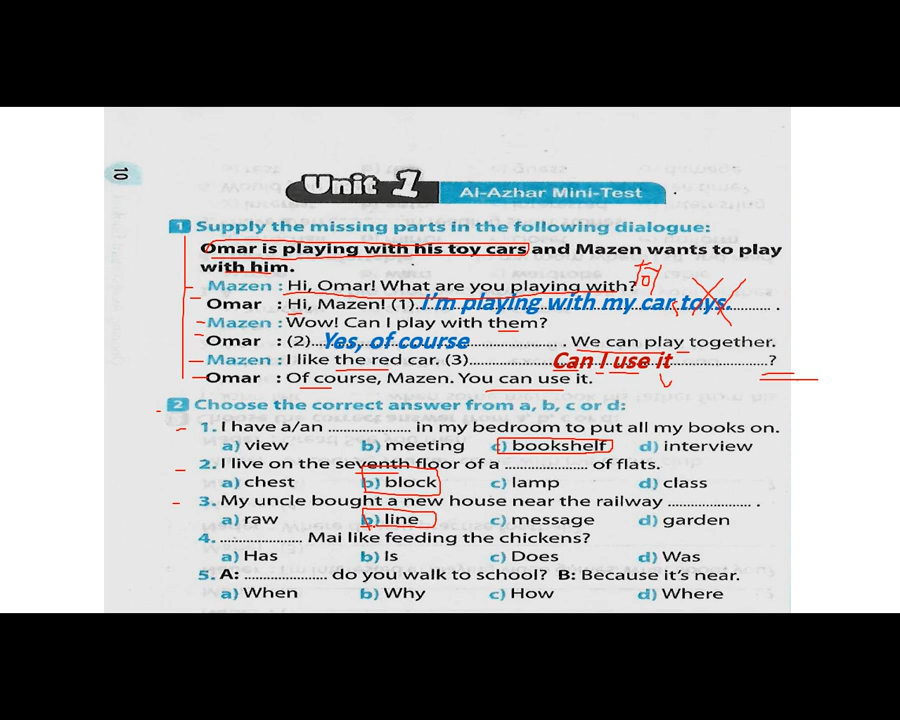 10
Unit 1 Al-Azhar Mini-Test
1 Supply the missing parts in the following dialogue:
Omar is playing with his toy cars and Mazen wants to play
with him.
toy
Mazen : Hi, Omar! What are you playing with?
Omar : Hi, Mazen! (1) I'm playing with my car toys. .
Mazen : Wow! Can I play with them?
Omar : (2) Yes, of course . We can play together.
Mazen : I like the red car. (3) Can I use it ?
Omar : Of course, Mazen. You can use it.
2 Choose the correct answer from a, b, c or d:
1. I have a/an .................... in my bedroom to put all my books on.
a) view b) meeting c) bookshelf d) interview
2. I live on the seventh floor of a .................... of flats.
a) chest b) block c) lamp d) class
3. My uncle bought a new house near the railway .................... .
a) raw b) line c) message d) garden
4. .................... Mai like feeding the chickens?
a) Has b) Is c) Does d) Was
5. A: .................... do you walk to school? B: Because it's near.
a) When b) Why c) How d) Where